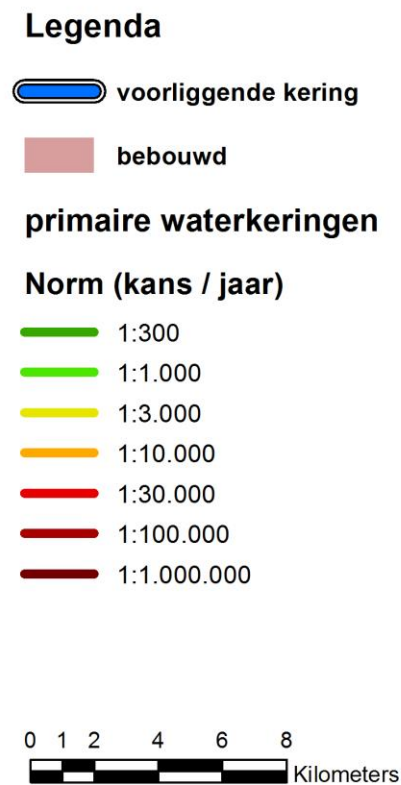 Legenda
voorliggende kering
bebouwd
primaire waterkeringen
Norm (kans / jaar)
1:300
1:1.000
1:3.000
1:10.000
1:30.000
1:100.000
1:1.000.000
0 1 2 4 6 8
Kilometers